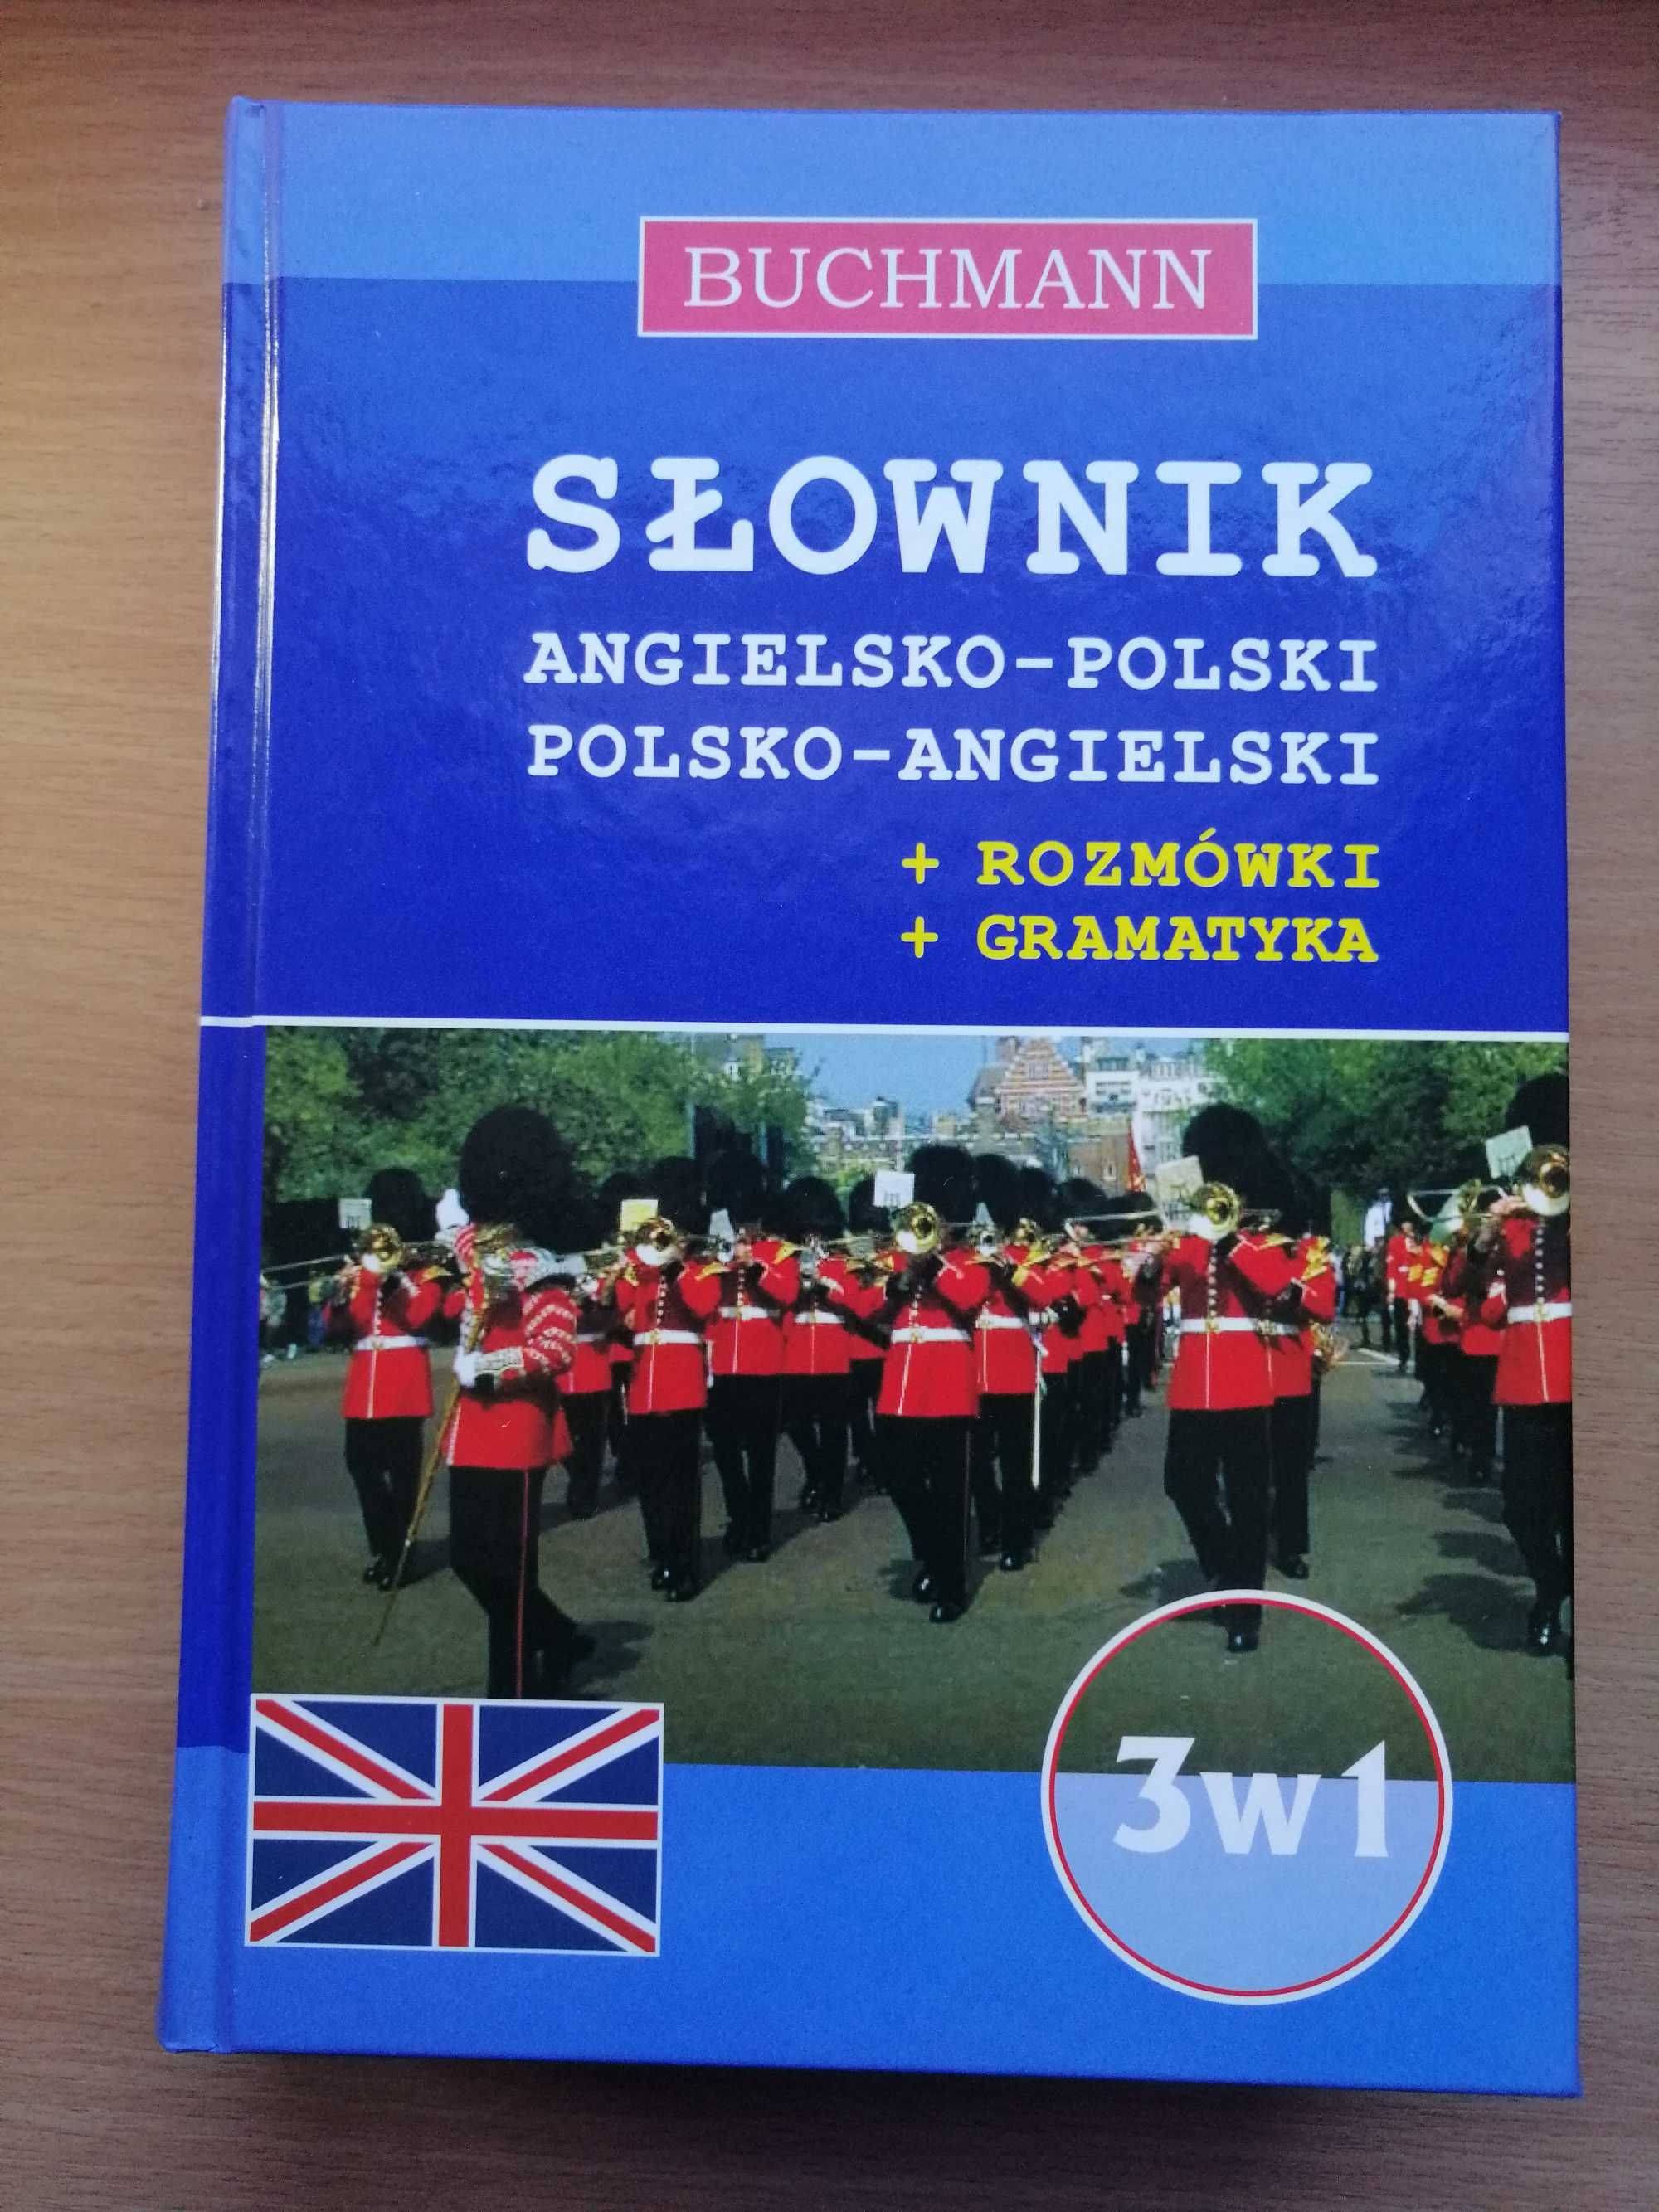 BUCHMANN
SŁOWNIK
ANGIELSKO-POLSKI
POLSKO-ANGIELSKI
+ ROZMÓWKI
+ GRAMATYKA
3w1